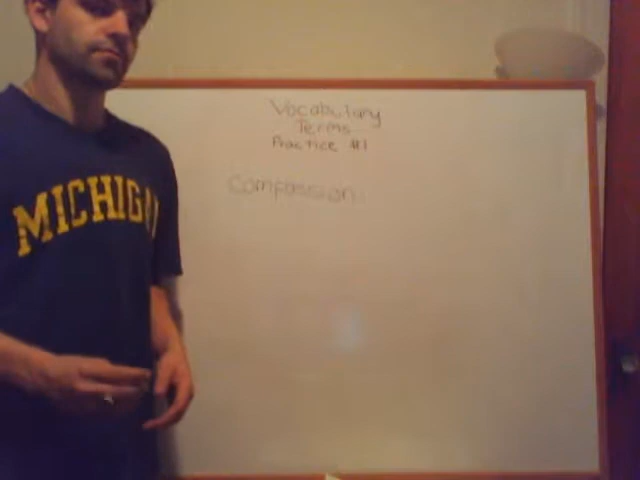 Vocabulary
Terms
Practice #1
Compassion:
MICHIGAN